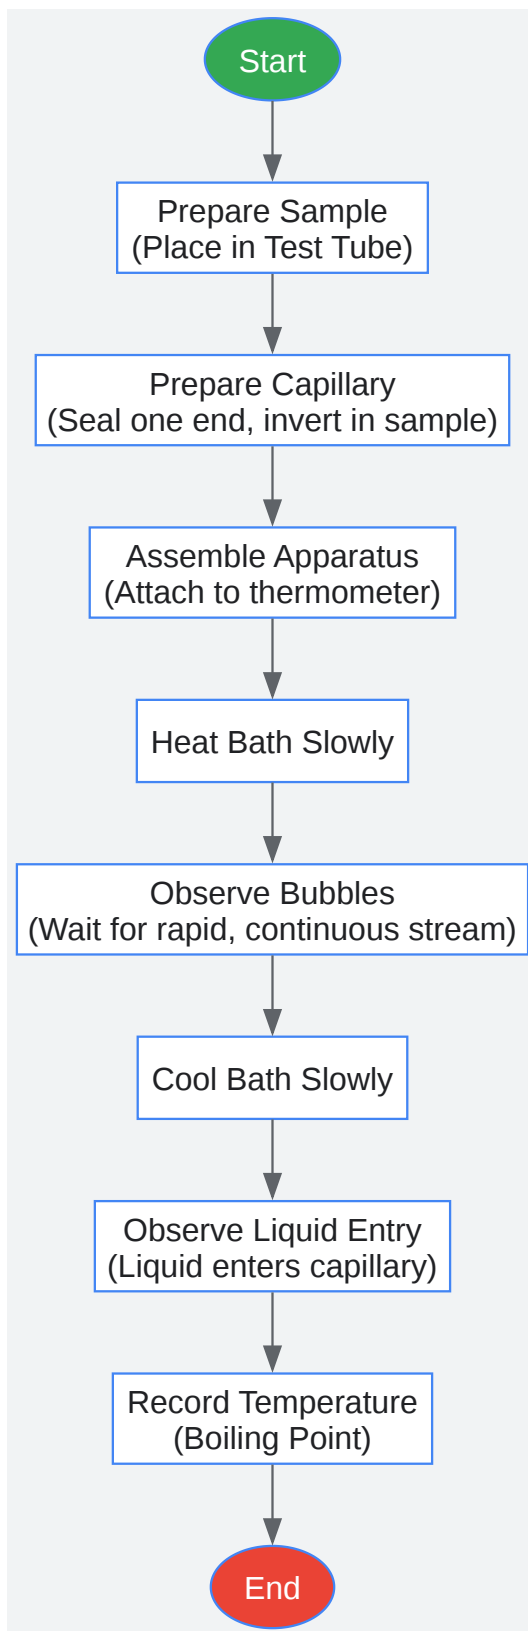 Start
Prepare Sample
(Place in Test Tube)
Prepare Capillary
(Seal one end, invert in sample)
Assemble Apparatus
(Attach to thermometer)
Heat Bath Slowly
Observe Bubbles
(Wait for rapid, continuous stream)
Cool Bath Slowly
Observe Liquid Entry
(Liquid enters capillary)
Record Temperature
(Boiling Point)
End